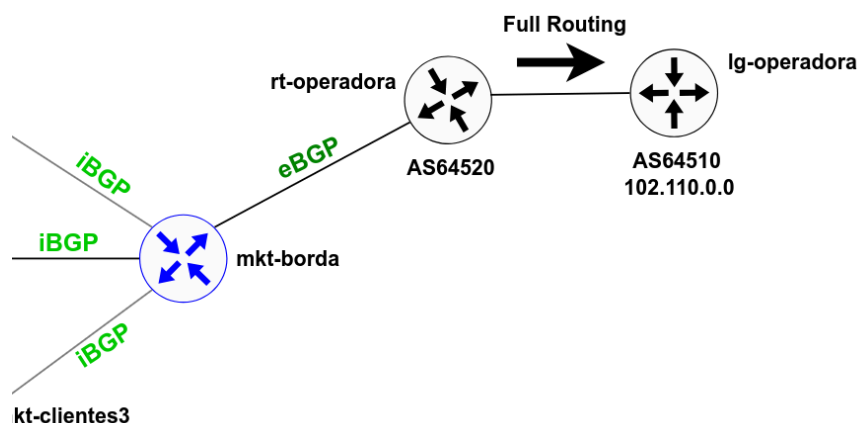 Full Routing
lg-operadora
rt-operadora
iBGP
eBGP
AS64520
AS64510
102.110.0.0
iBGP
mkt-borda
iBGP
kt-clientes3